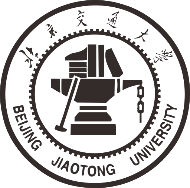 北京交通大学
BEIJING JIAOTONG UNIVERSITY